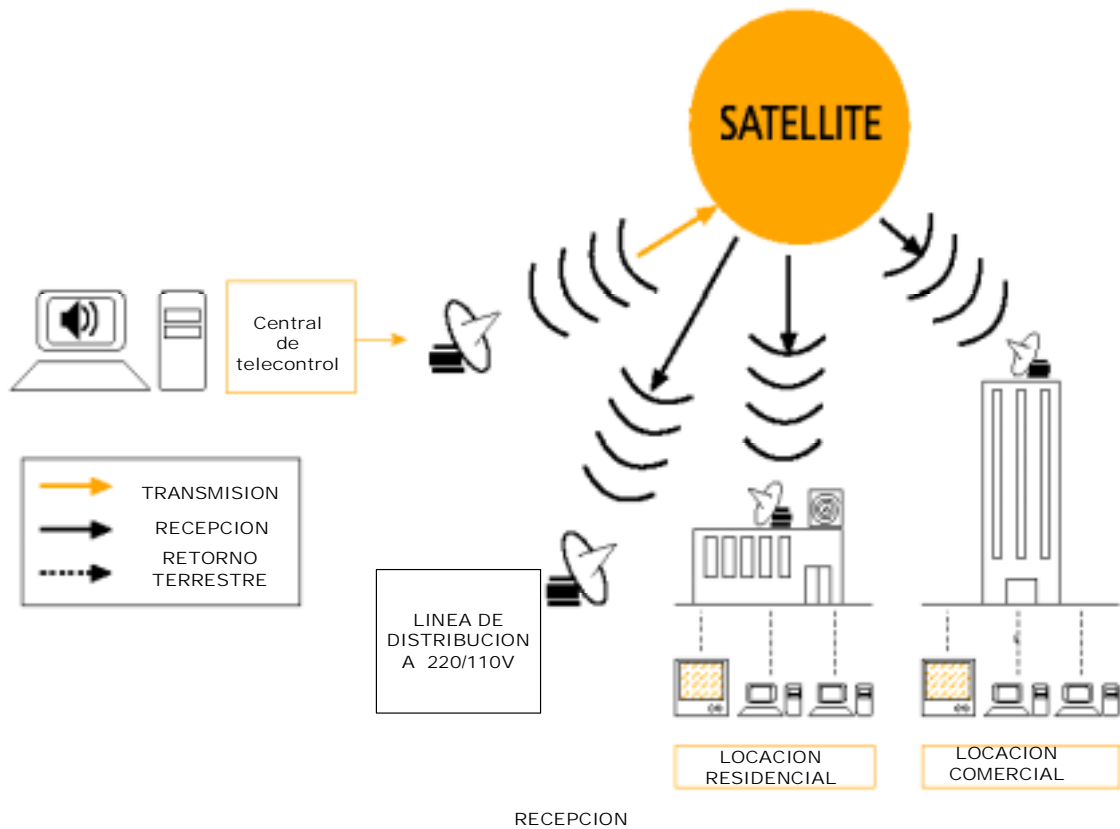 SATELLITE
Central
de
telecontrol
TRANSMISION
RECEPCION
RETORNO
TERRESTRE
LINEA DE
DISTRIBUCION
A 220/110V
LOCACION
RESIDENCIAL
LOCACION
COMERCIAL
RECEPCION